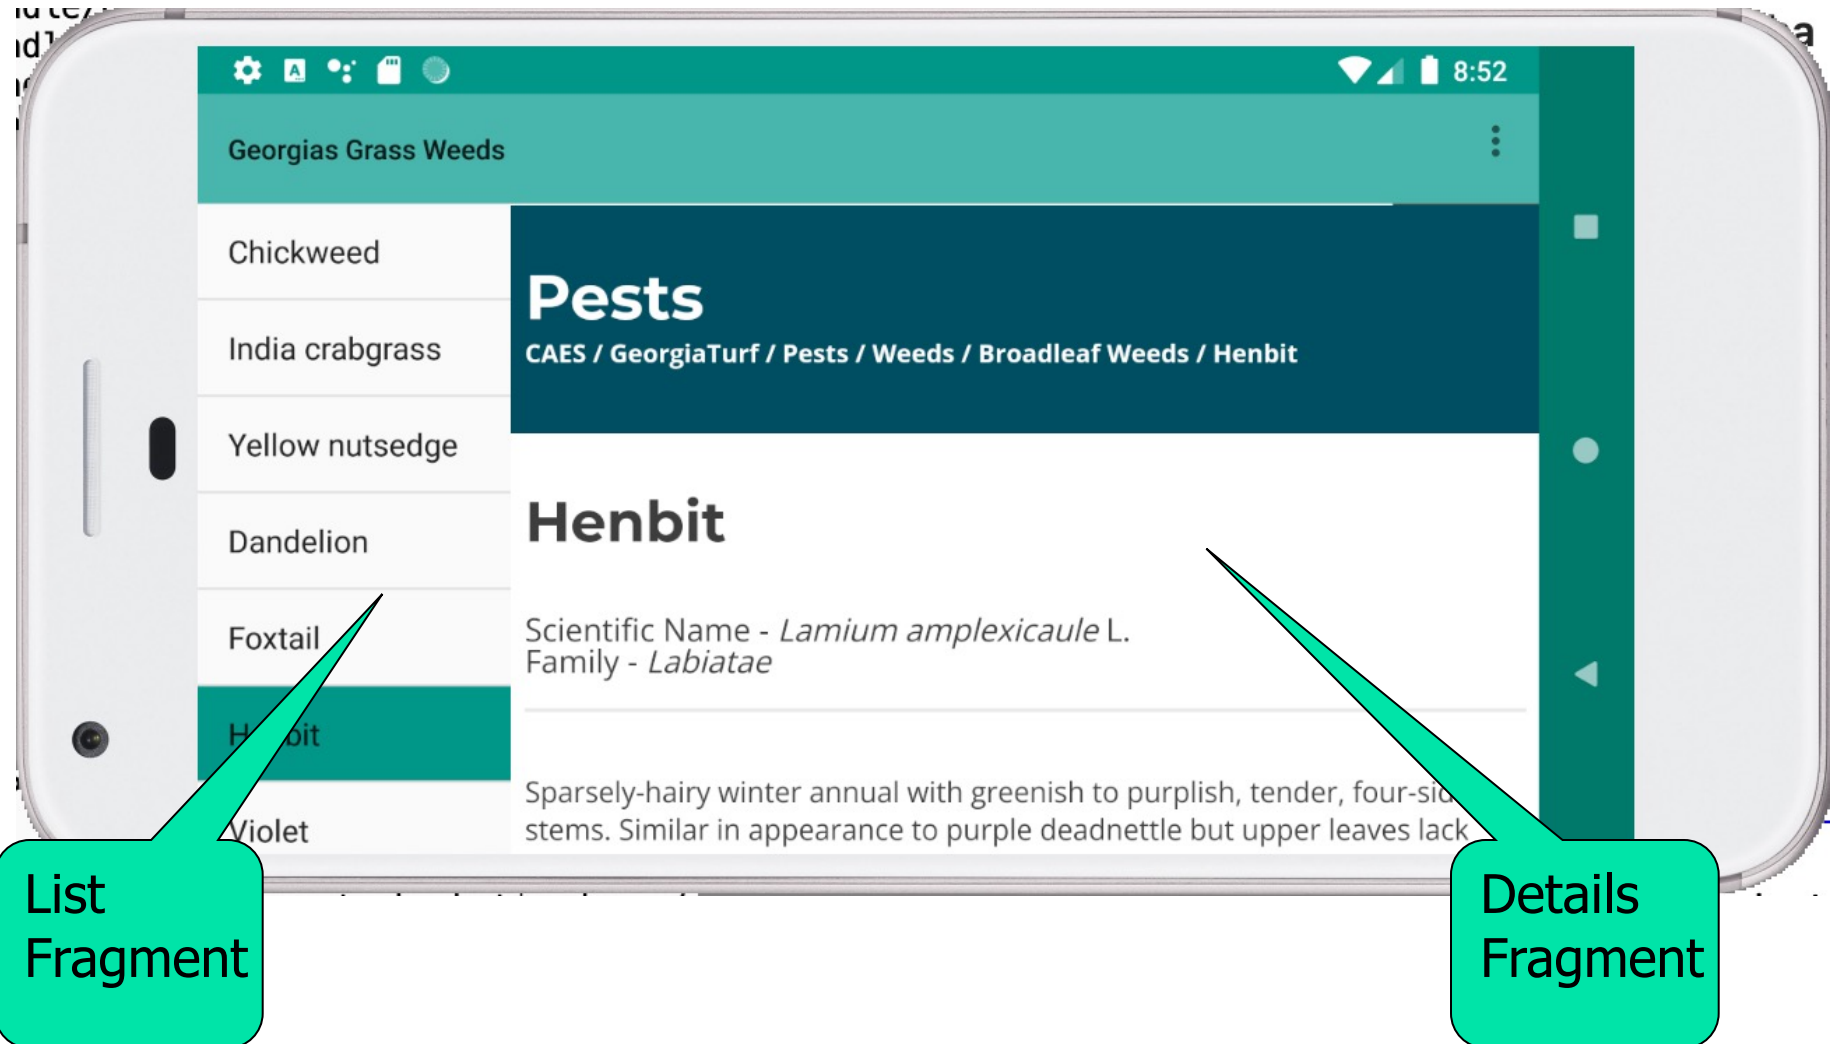 8:52
Georgias Grass Weeds
Chickweed
India crabgrass
Yellow nutsedge
Dandelion
Foxtail
Violet
Pests
CAES / GeorgiaTurf / Pests / Weeds / Broadleaf Weeds / Henbit
Henbit
Scientific Name - Lamium amplexicaule L.
Family - Labiatae
Sparsely-hairy winter annual with greenish to purplish, tender,
stems. Similar in appearance to purple deadnettle but upper leaves lack
List
Fragment
Details
Fragment